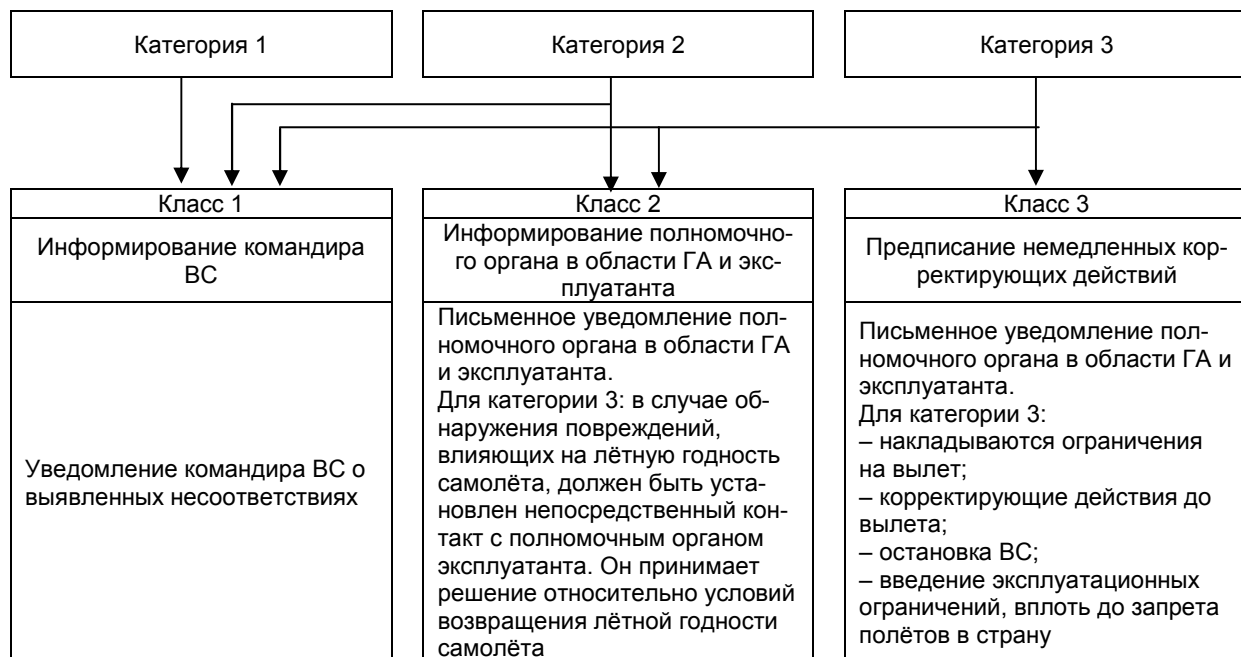 Категория 1
Категория 2
Категория 3
Класс 1
Информирование командира
ВС
Уведомление командира ВС о
выявленных несоответствиях
Класс 2
Информирование полномочно-
го органа в области ГА и экс-
плуатанта
Письменное уведомление пол-
номочного органа в области ГА
и эксплуатанта.
Для категории 3: в случае об-
наружения повреждений,
влияющих на лётную годность
самолёта, должен быть уста-
новлен непосредственный кон-
такт с полномочным органом
эксплуатанта. Он принимает
решение относительно условий
возвращения лётной годности
самолёта
Класс 3
Предписание немедленных кор-
ректирующих действий
Письменное уведомление пол-
номочного органа в области ГА и
эксплуатанта.
Для категории 3:
– накладываются ограничения
на вылет;
– корректирующие действия до
вылета;
– остановка ВС;
– введение эксплуатационных
ограничений, вплоть до запрета
полётов в страну